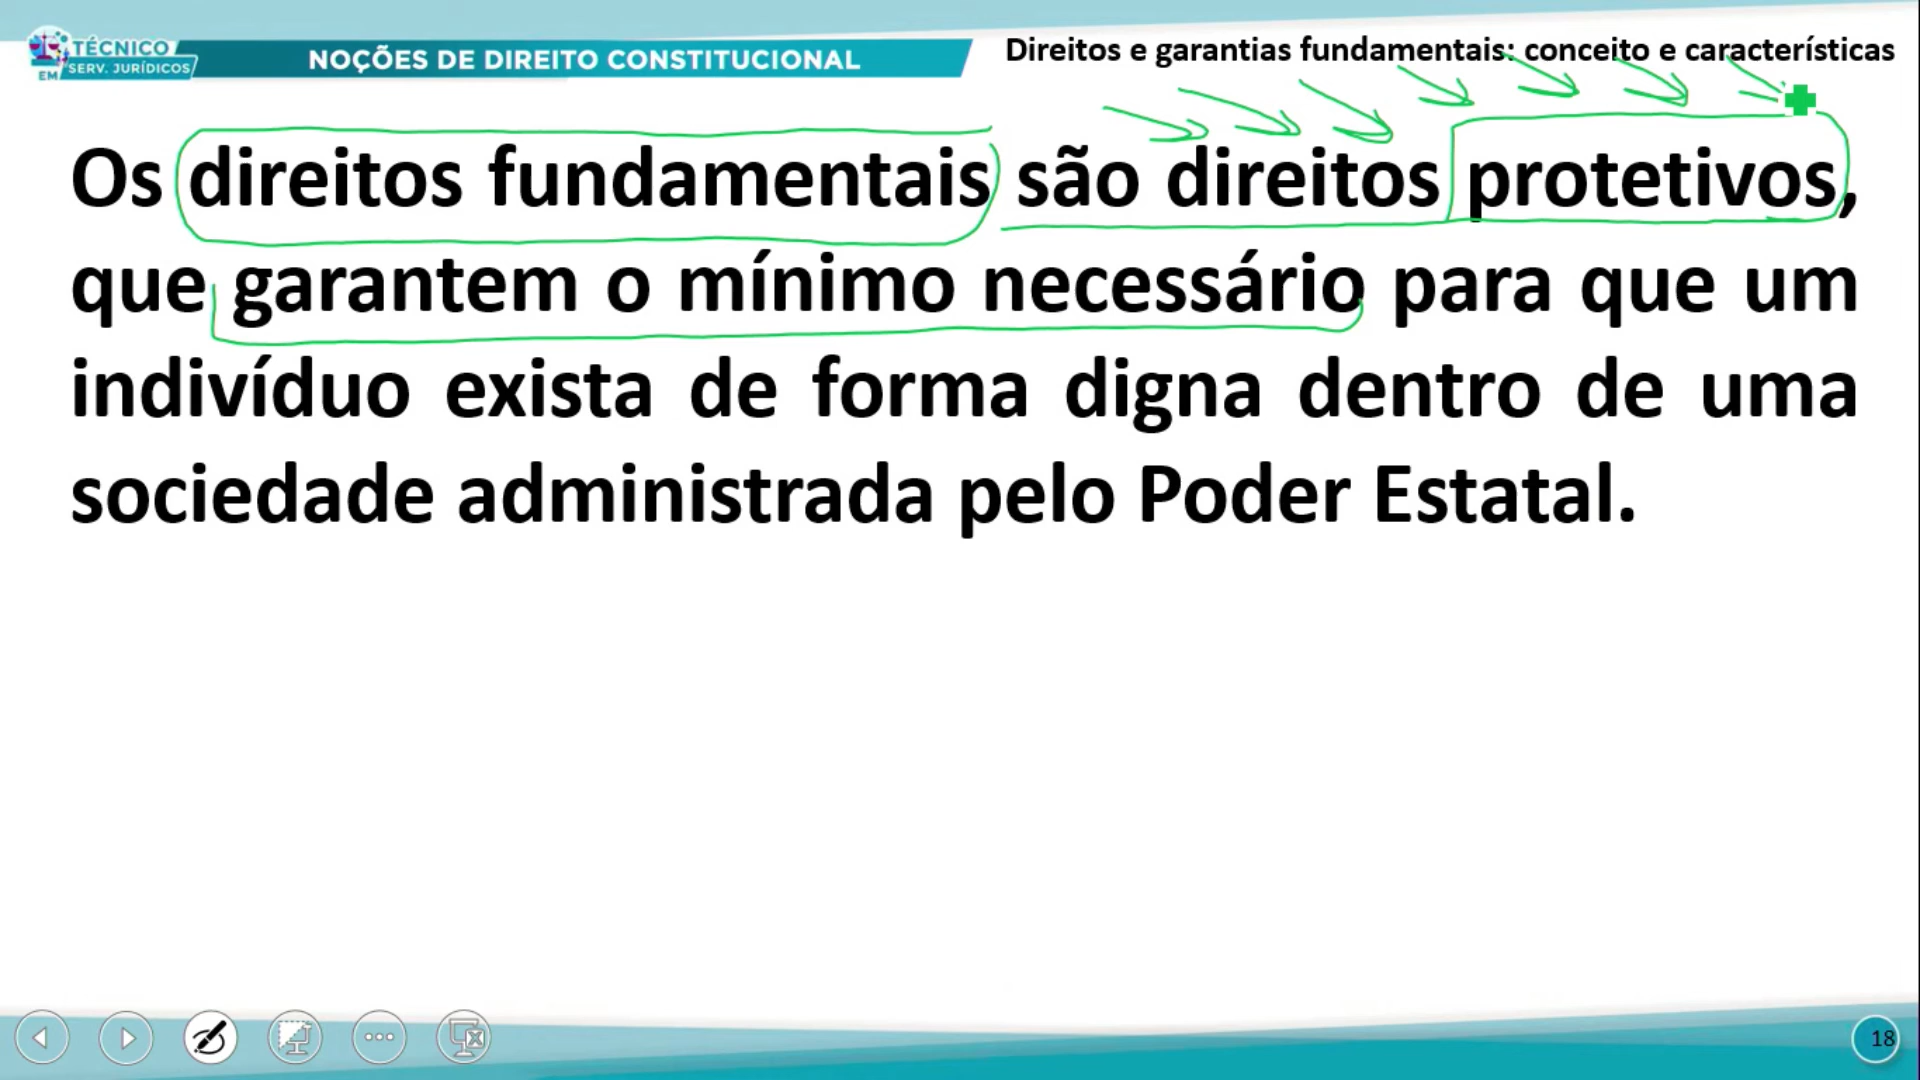 TÉCNICO
EM SERV. JURÍDICOS
NOÇÕES DE DIREITO CONSTITUCIONAL
Direitos e garantias fundamentais: conceito e características
Os direitos fundamentais são direitos protetivos,
que garantem o mínimo necessário para que um
indivíduo exista de forma digna dentro de uma
sociedade administrada pelo Poder Estatal.
18